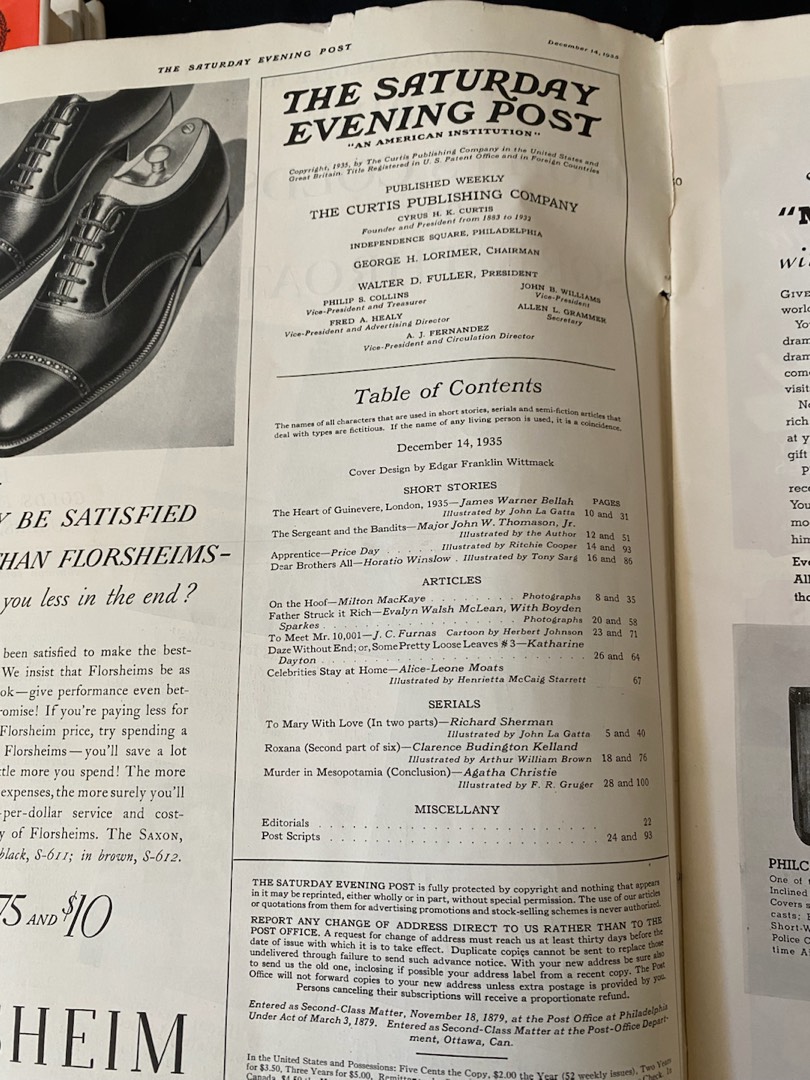 THE SATURDAY EVENING POST
December 14, 1935
THE SATURDAY
EVENING POST
"AN AMERICAN INSTITUTION"
Copyright, 1935, by The Curtis Publishing Company in the United States and
Great Britain. Title Registered in U. S. Patent Office and in Foreign Countries
PUBLISHED WEEKLY
THE CURTIS PUBLISHING COMPANY
CYRUS H. K. CURTIS
Founder and President from 1883 to 1932
INDEPENDENCE SQUARE, PHILADELPHIA
GEORGE H. LORIMER, CHAIRMAN
WALTER D. FULLER, PRESIDENT
PHILIP S. COLLINS
Vice-President and Treasurer
JOHN B. WILLIAMS
Vice-President
FRED A. HEALY
Vice-President and Advertising Director
ALLEN L. GRAMMER
Secretary
A. J. FERNANDEZ
Vice-President and Circulation Director
Table of Contents
The names of all characters that are used in short stories, serials and semi-fiction articles that
deal with types are fictitious. If the name of any living person is used, it is a coincidence.
December 14, 1935
Cover Design by Edgar Franklin Wittmack
SHORT STORIES
PAGES
The Heart of Guinevere, London, 1935—James Warner Bellah
Illustrated by John La Gatta 10 and 31
The Sergeant and the Bandits—Major John W. Thomason, Jr.
Illustrated by the Author 12 and 51
Apprentice—Price Day . . . . . Illustrated by Ritchie Cooper 14 and 93
Dear Brothers All—Horatio Winslow . Illustrated by Tony Sarg 16 and 86
ARTICLES
On the Hoof—Milton MacKaye . . . . . . . . Photographs 8 and 35
Father Struck it Rich—Evalyn Walsh McLean, With Boyden
Sparkes . . . . . . . . Photographs 20 and 58
To Meet Mr. 10,001—J. C. Furnas Cartoon by Herbert Johnson 23 and 71
Daze Without End; or, Some Pretty Loose Leaves #3—Katharine
Dayton . . . . . . . . 26 and 64
Celebrities Stay at Home—Alice-Leone Moats
Illustrated by Henrietta McCaig Starrett 67
SERIALS
To Mary With Love (In two parts)—Richard Sherman
Illustrated by John La Gatta 5 and 40
Roxana (Second part of six)—Clarence Budington Kelland
Illustrated by Arthur William Brown 18 and 76
Murder in Mesopotamia (Conclusion)—Agatha Christie
Illustrated by F. R. Gruger 28 and 100
MISCELLANY
Editorials . . . . . . . . 22
Post Scripts . . . . . . . . 24 and 93
THE SATURDAY EVENING POST is fully protected by copyright and nothing that appears
in it may be reprinted, either wholly or in part, without special permission. The use of our articles
or quotations from them for advertising promotions and stock-selling schemes is never authorized.
REPORT ANY CHANGE OF ADDRESS DIRECT TO US RATHER THAN TO THE
POST OFFICE. A request for change of address must reach us at least thirty days before the
date of issue with which it is to take effect. Duplicate copies cannot be sent to replace those
undelivered through failure to send such advance notice. With your new address be sure also
to send us the old one, inclosing if possible your address label from a recent copy. The Post
Office will not forward copies to your new address unless extra postage is provided by you.
Persons canceling their subscriptions will receive a proportionate refund.
Entered as Second-Class Matter, November 18, 1879, at the Post Office at Philadelphia
Under Act of March 3, 1879. Entered as Second-Class Matter at the Post-Office Depart-
ment, Ottawa, Can.
In the United States and Possessions: Five Cents the Copy, $2.00 the Year (52 weekly issues), Two Years
for $3.50, Three Years for $5.00,
BE SATISFIED
THAN FLORSHEIMS–
you less in the end?
been satisfied to make the best-
We insist that Florsheims be as
ok—give performance even bet-
romise! If you're paying less for
Florsheim price, try spending a
Florsheims—you'll save a lot
tle more you spend! The more
expenses, the more surely you'll
per-dollar service and cost-
y of Florsheims. The SAXON,
black, S-611; in brown, S-612.
75 AND $10
SHEIM
50
"M
wi
GIVE
world
Yo
dram
dram
com
visit
N
rich
at y
gift
P
rece
You
mo
him
Eve
All
tho
PHILC
One of
Inclined
Covers s
casts;
Short-W
Police C
time A